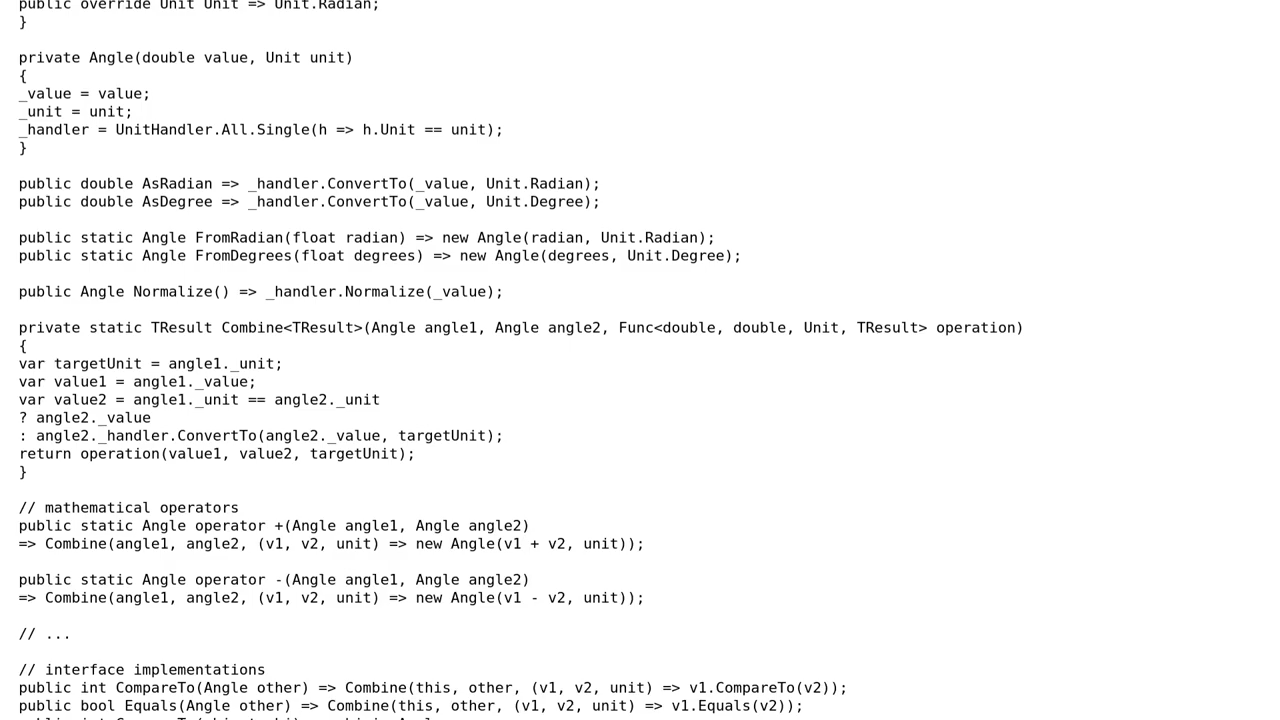 public override Unit Unit => Unit.Radian;
}
private Angle(double value, Unit unit)
{
_value = value;
_unit = unit;
_handler = UnitHandler.All.Single(h => h.Unit == unit);
}
public double AsRadian => _handler.ConvertTo(_value, Unit.Radian);
public double AsDegree => _handler.ConvertTo(_value, Unit.Degree);
public static Angle FromRadian(float radian) => new Angle(radian, Unit.Radian);
public static Angle FromDegrees(float degrees) => new Angle(degrees, Unit.Degree);
public Angle Normalize() => _handler.Normalize(_value);
private static TResult Combine<TResult>(Angle angle1, Angle angle2, Func<double, double, Unit, TResult> operation)
{
var targetUnit = angle1._unit;
var value1 = angle1._value;
var value2 = angle1._unit == angle2._unit
? angle2._value
: angle2._handler.ConvertTo(angle2._value, targetUnit);
return operation(value1, value2, targetUnit);
}
// mathematical operators
public static Angle operator +(Angle angle1, Angle angle2)
=> Combine(angle1, angle2, (v1, v2, unit) => new Angle(v1 + v2, unit));
public static Angle operator -(Angle angle1, Angle angle2)
=> Combine(angle1, angle2, (v1, v2, unit) => new Angle(v1 - v2, unit));
// ...
// interface implementations
public int CompareTo(Angle other) => Combine(this, other, (v1, v2, unit) => v1.CompareTo(v2));
public bool Equals(Angle other) => Combine(this, other, (v1, v2, unit) => v1.Equals(v2));